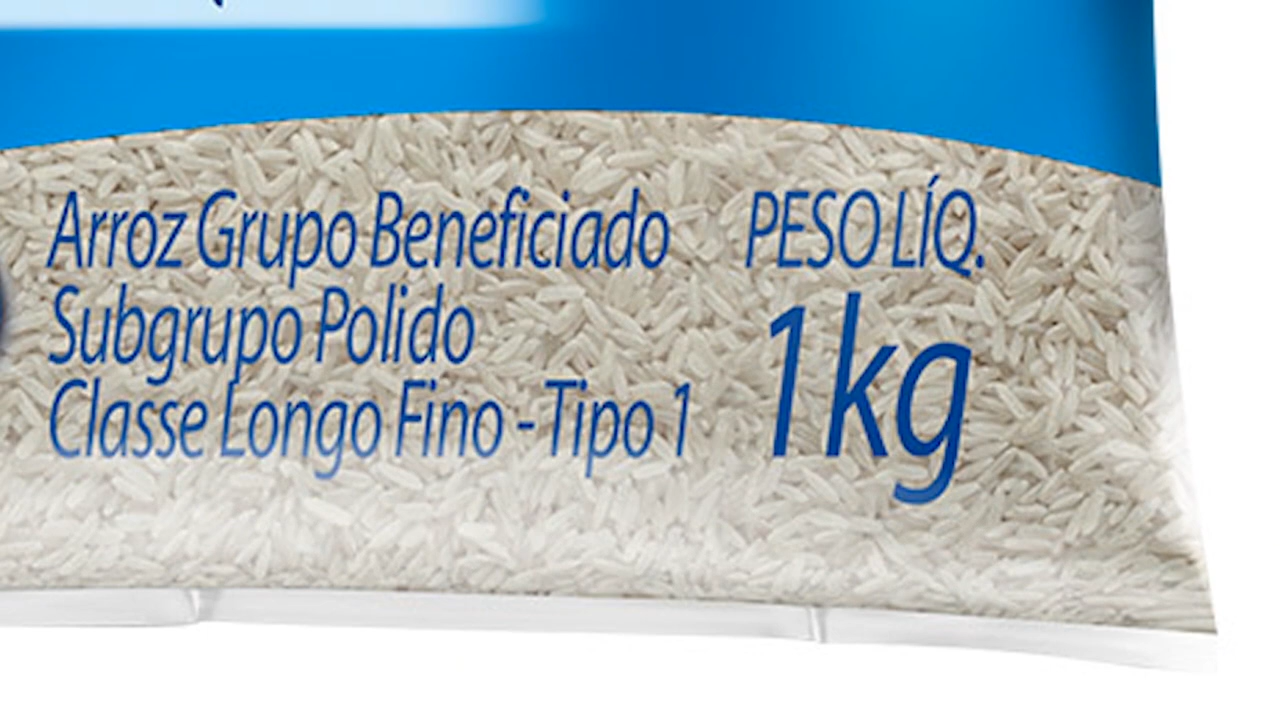 Arroz Grupo Beneficiado
Subgrupo Polido
Classe Longo Fino - Tipo 1
PESO LÍQ.
1kg